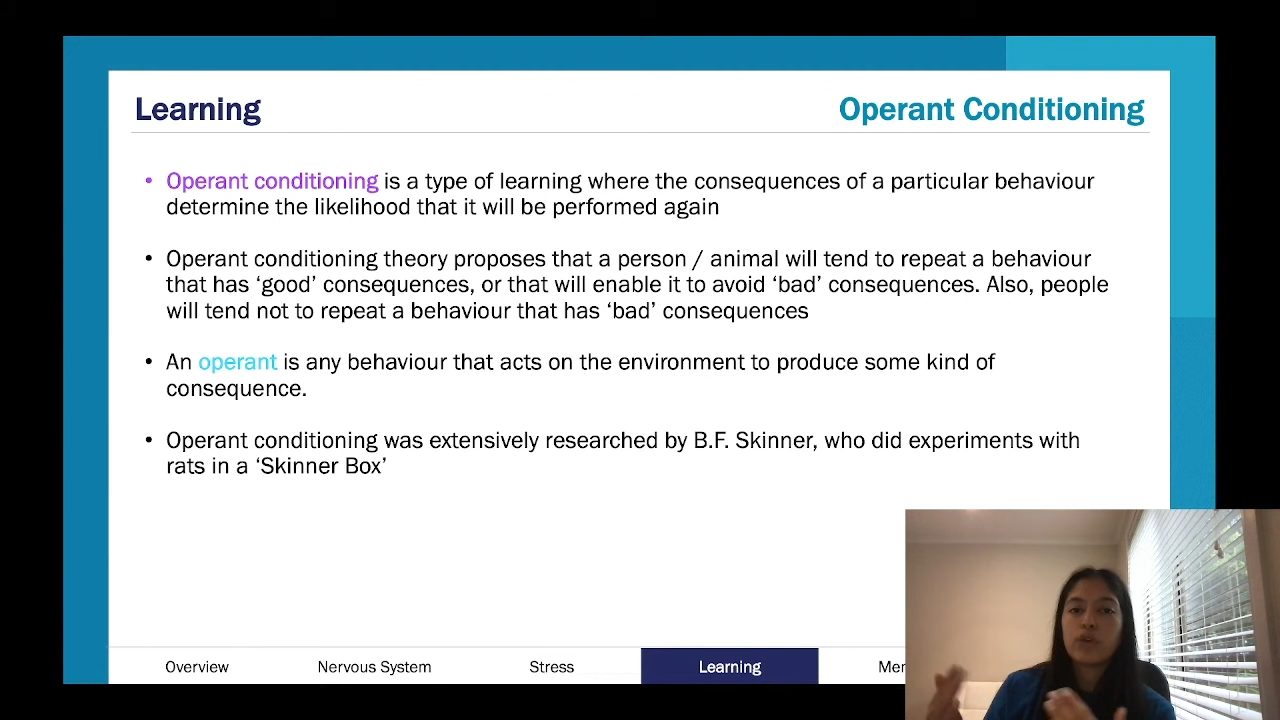 Learning
Operant Conditioning
• Operant conditioning is a type of learning where the consequences of a particular behaviour
determine the likelihood that it will be performed again
• Operant conditioning theory proposes that a person / animal will tend to repeat a behaviour
that has ‘good’ consequences, or that will enable it to avoid ‘bad’ consequences. Also, people
will tend not to repeat a behaviour that has ‘bad’ consequences
• An operant is any behaviour that acts on the environment to produce some kind of
consequence.
• Operant conditioning was extensively researched by B.F. Skinner, who did experiments with
rats in a ‘Skinner Box’
Overview
Nervous System
Stress
Learning